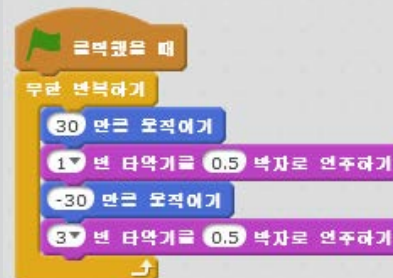 클릭했을 때
무한 반복하기
30 만큼 움직이기
1 번 타악기를 0.5 박자로 연주하기
-30 만큼 움직이기
3 번 타악기를 0.5 박자로 연주하기